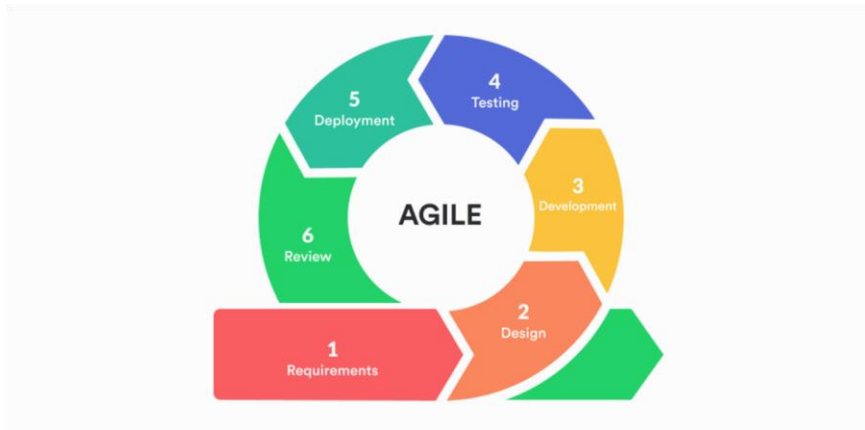 AGILE
1
Requirements
2
Design
3
Development
4
Testing
5
Deployment
6
Review